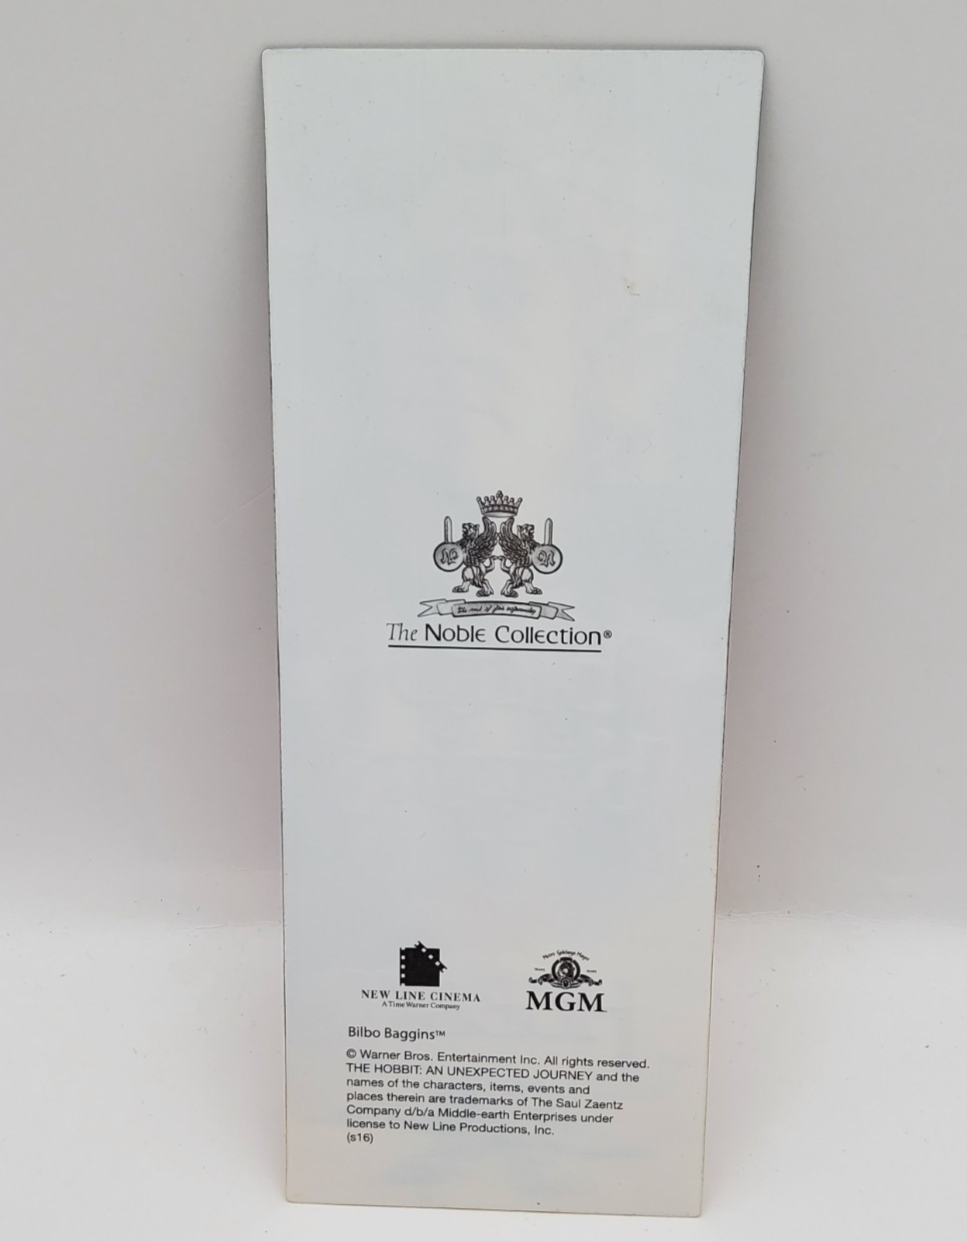 The Noble Collection®
NEW LINE CINEMA
A Time Warner Company
MGM
Bilbo Baggins™
© Warner Bros. Entertainment Inc. All rights reserved.
THE HOBBIT: AN UNEXPECTED JOURNEY and the
names of the characters, items, events and
places therein are trademarks of The Saul Zaentz
Company d/b/a Middle-earth Enterprises under
license to New Line Productions, Inc.
(s16)